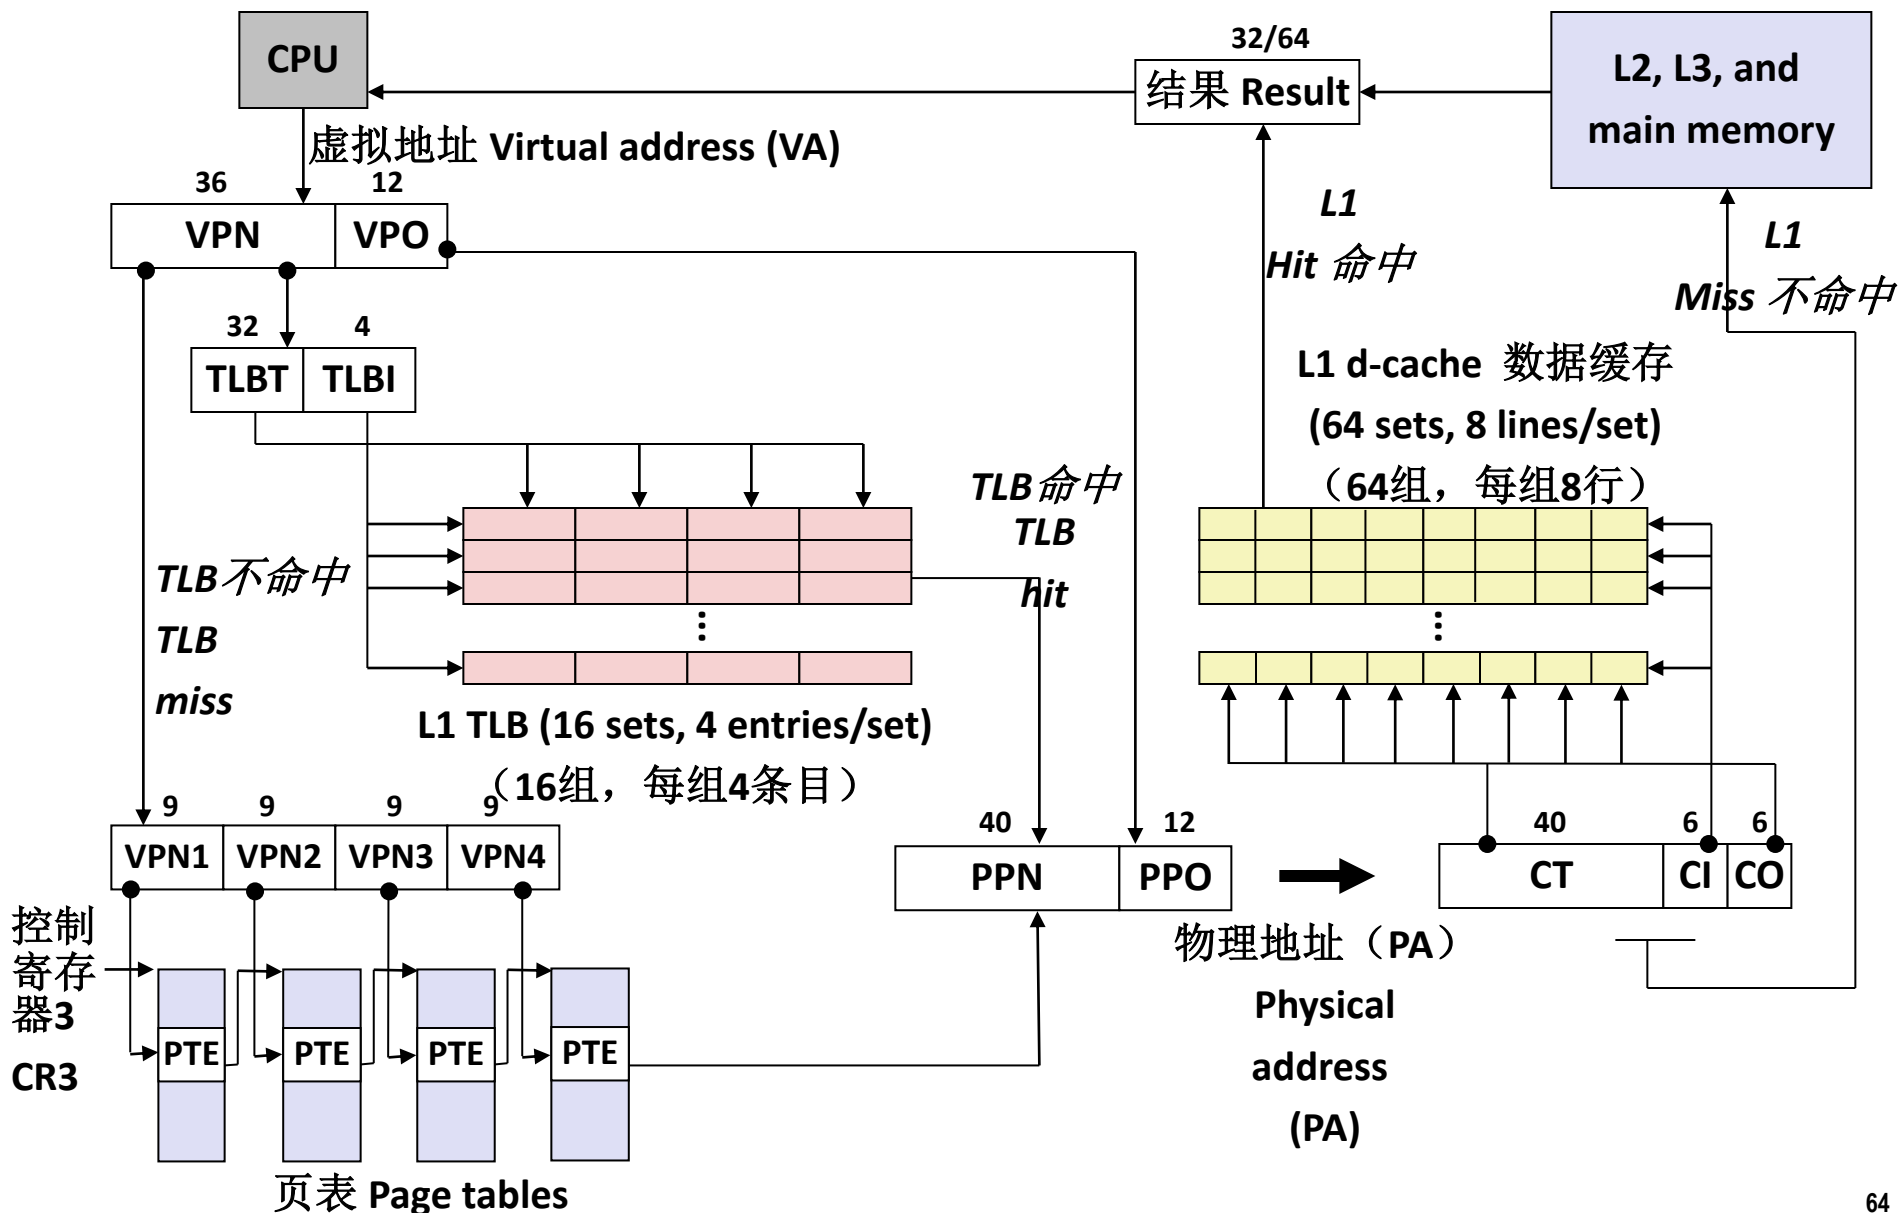 CPU
32/64
结果 Result
L2, L3, and
main memory
虚拟地址 Virtual address (VA)
36
12
VPN
VPO
L1
Hit 命中
L1
Miss 不命中
32
4
TLBT
TLBI
L1 d-cache 数据缓存
(64 sets, 8 lines/set)
（64组，每组8行）
TLB命中
TLB
hit
TLB不命中
TLB
miss
...
...
L1 TLB (16 sets, 4 entries/set)
（16组，每组4条目）
9
9
9
9
VPN1
VPN2
VPN3
VPN4
40
12
PPN
PPO
40
6
6
CT
CI
CO
控制
寄存
器3
CR3
PTE
PTE
PTE
PTE
物理地址（PA）
Physical
address
(PA)
页表 Page tables
64